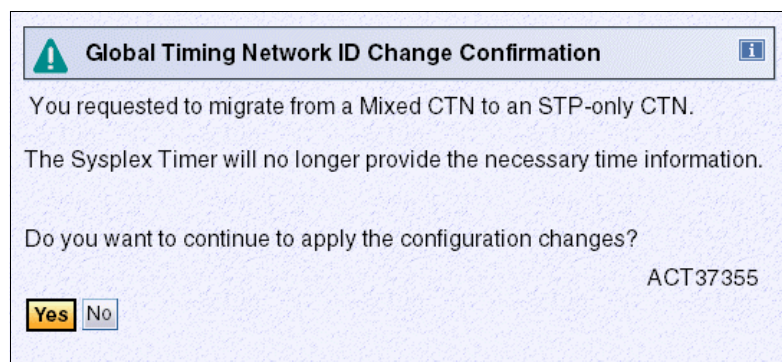 Global Timing Network ID Change Confirmation
You requested to migrate from a Mixed CTN to an STP-only CTN.
The Sysplex Timer will no longer provide the necessary time information.
Do you want to continue to apply the configuration changes?
ACT37355
Yes No